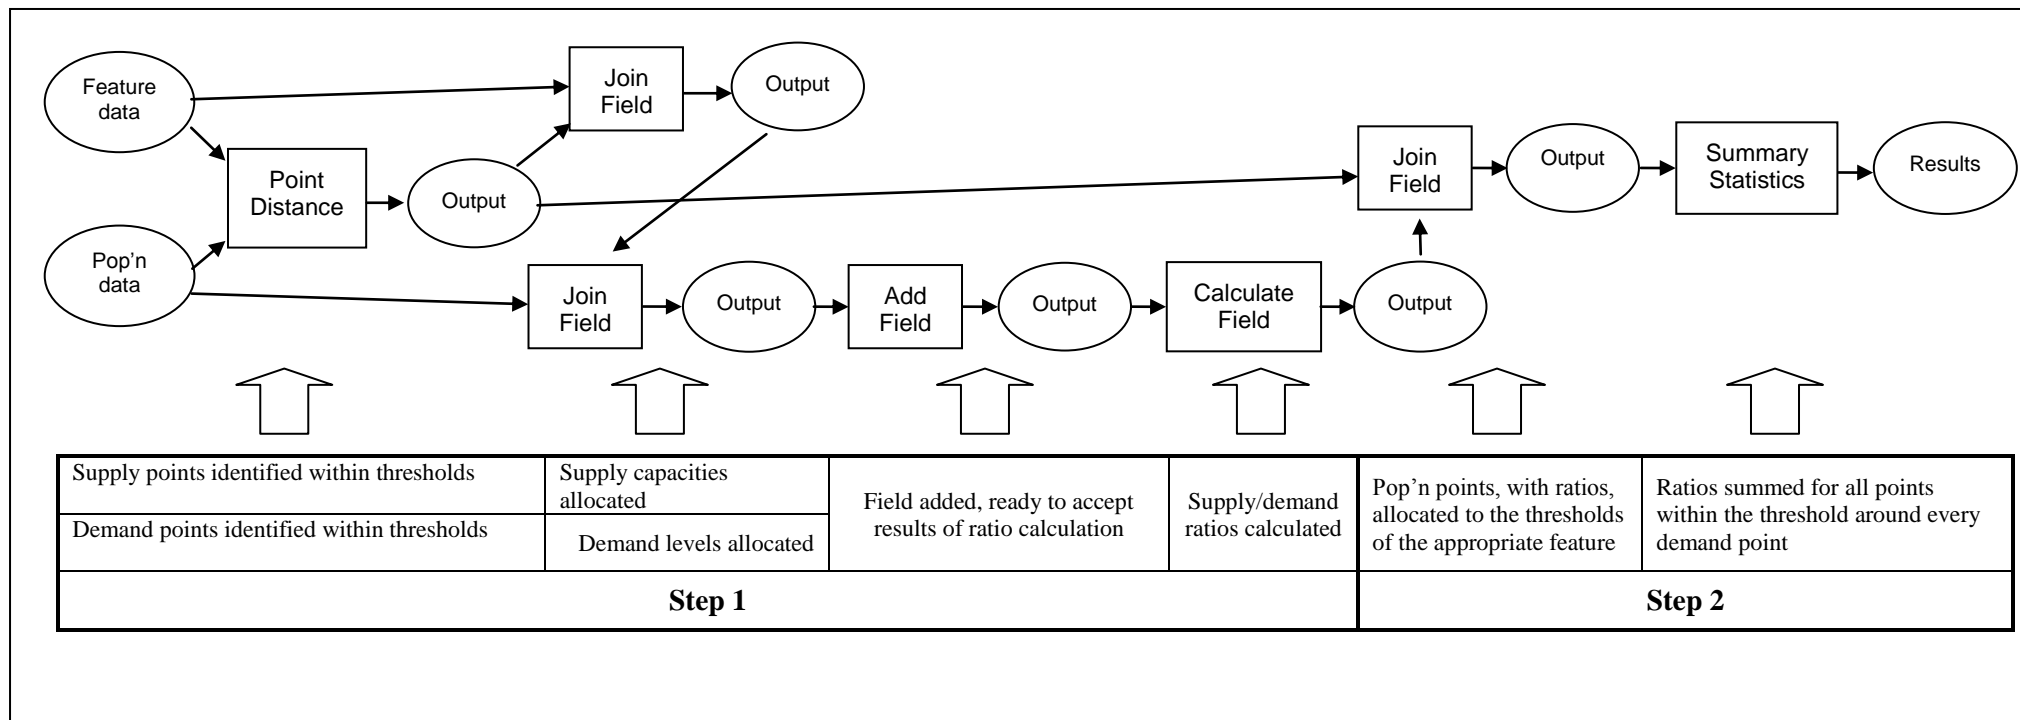 Feature
data
Join
Field
Output
Point
Distance
Output
Pop'n
data
Join
Field
Output
Add
Field
Output
Calculate
Field
Output
Join
Field
Output
Summary
Statistics
Results
Supply points identified within thresholds
Demand points identified within thresholds
Supply capacities
allocated
Demand levels allocated
Field added, ready to accept
results of ratio calculation
Supply/demand
ratios calculated
Pop'n points, with ratios,
allocated to the thresholds
of the appropriate feature
Ratios summed for all points
within the threshold around every
demand point
Step 1
Step 2